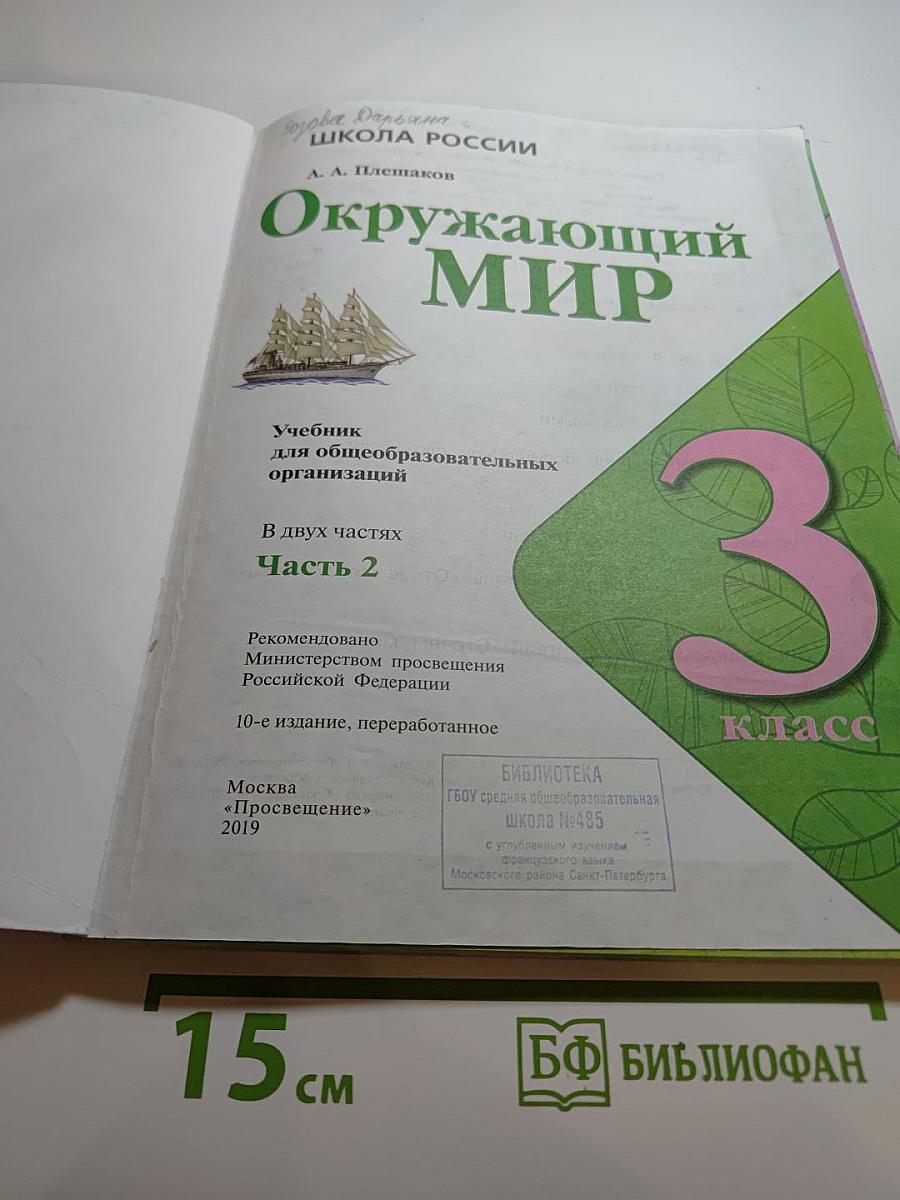 Дарьяна
ШКОЛА РОССИИ
А. А. Плешаков
Окружающий
МИР
Учебник
для общеобразовательных
организаций
В двух частях
Часть 2
Рекомендовано
Министерством просвещения
Российской Федерации
10-е издание, переработанное
Москва
«Просвещение»
2019
3
класс
БИБЛИОТЕКА
ГБОУ средняя общеобразовательная
школа №485
с углубленным изучением
французского языка
Московского района Санкт-Петербурга
15 см
БФ БИБЛИОФАН